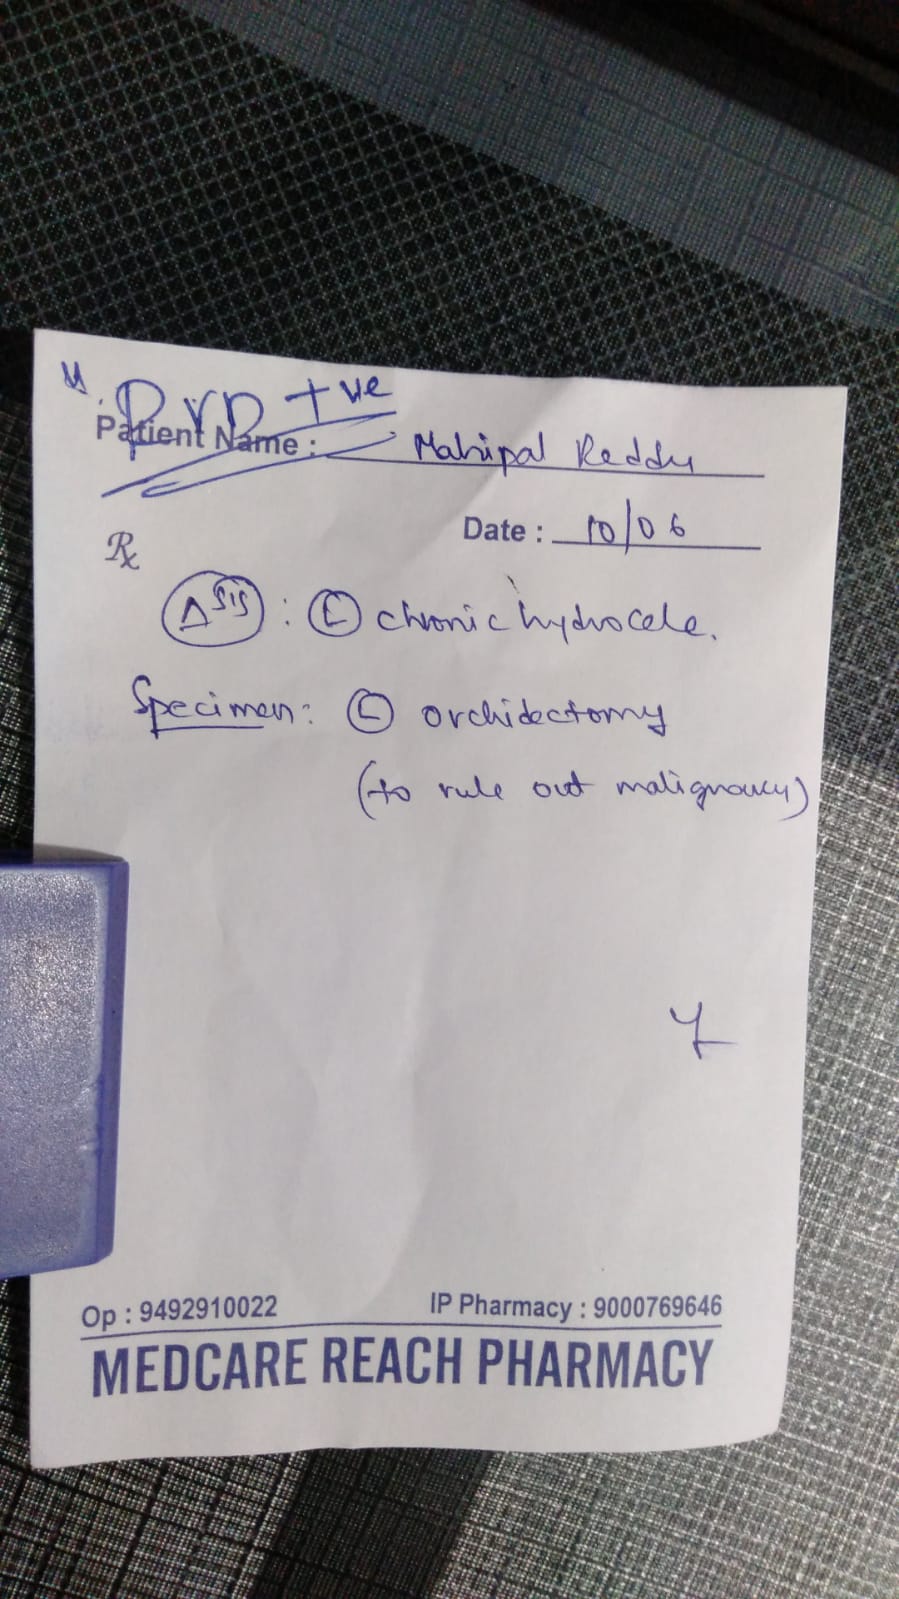 +ve
Patient Name : Mahipal Reddy
Date : 10/06
Rx
Δsis : Ⓛ chronic hydrocele.
Specimen: Ⓛ orchidectomy
(to rule out malignancy)
Op : 9492910022 IP Pharmacy : 9000769646
MEDCARE REACH PHARMACY